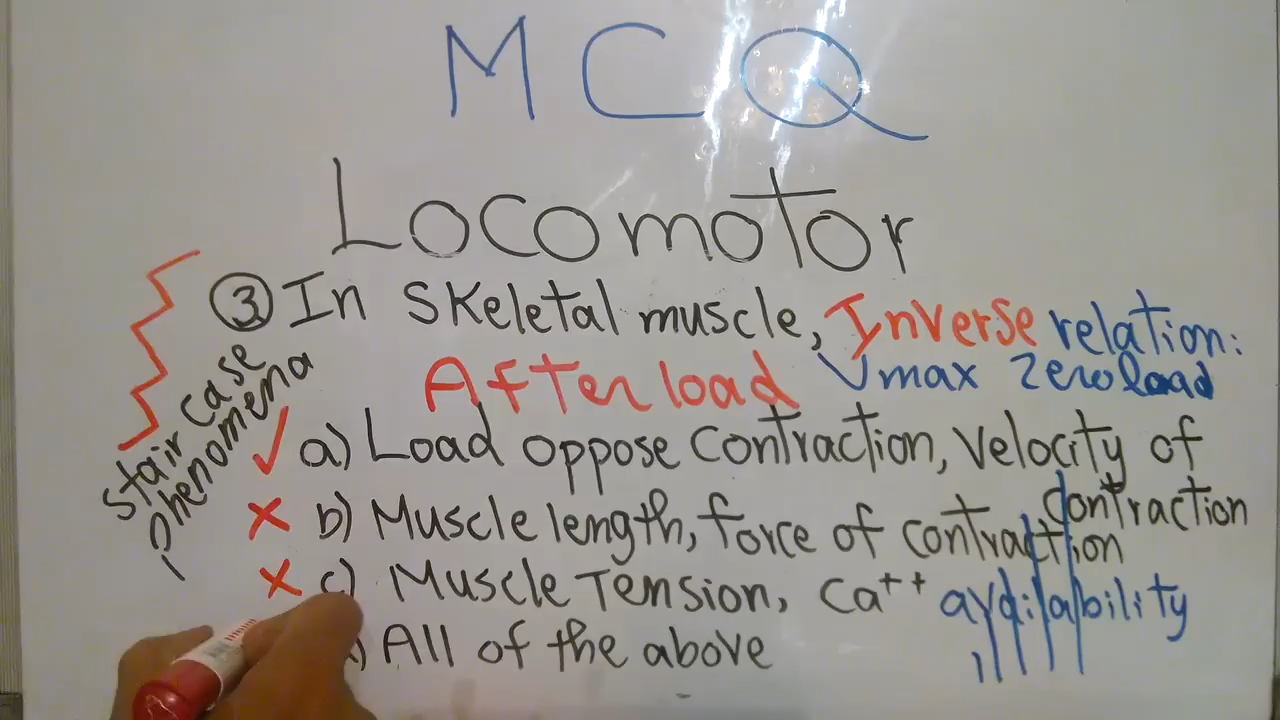 MCQ
Locomotor
③ In Skeletal muscle, Inverse relation:
After load Vmax Zero load
Stair case
phenomena
✓ a) Load oppose contraction, Velocity of contraction
✗ b) Muscle length, force of contraction
✗ c) Muscle Tension, Ca++ availability
) All of the above